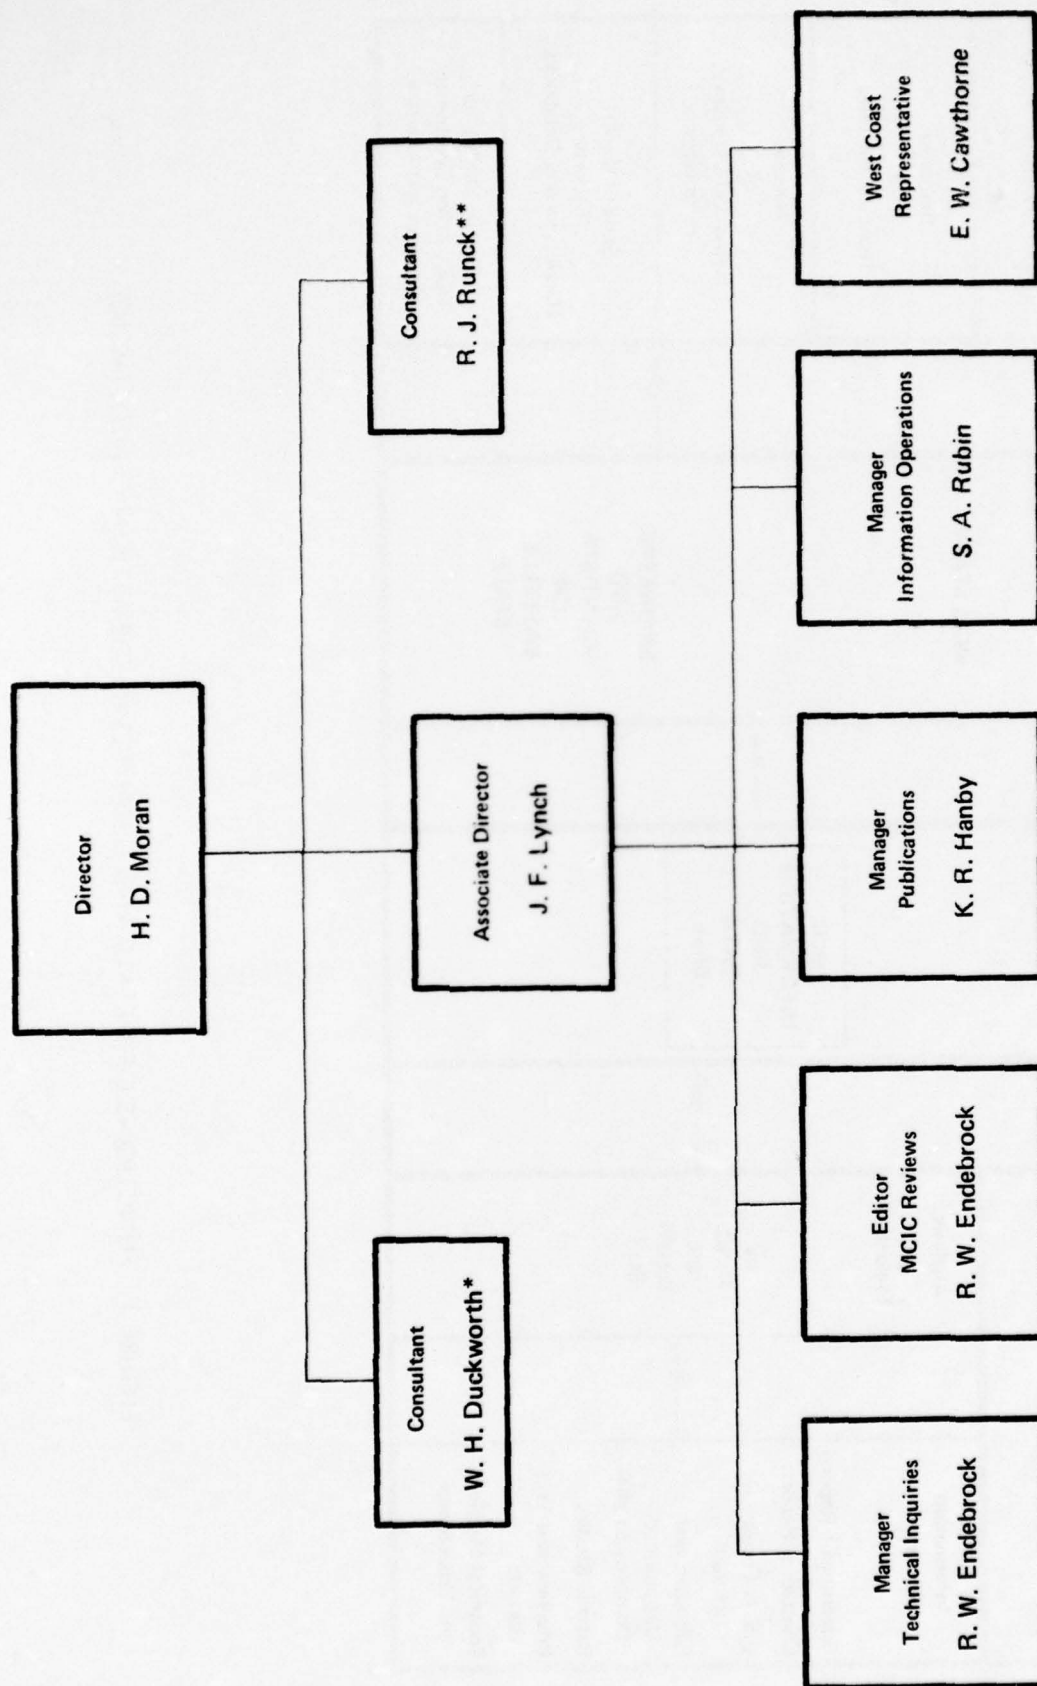 Director
H. D. Moran
Consultant
W. H. Duckworth*
Associate Director
J. F. Lynch
Consultant
R. J. Runck**
Manager
Technical Inquiries
R. W. Endebrock
Editor
MCIC Reviews
R. W. Endebrock
Manager
Publications
K. R. Hanby
Manager
Information Operations
S. A. Rubin
West Coast
Representative
E. W. Cawthorne